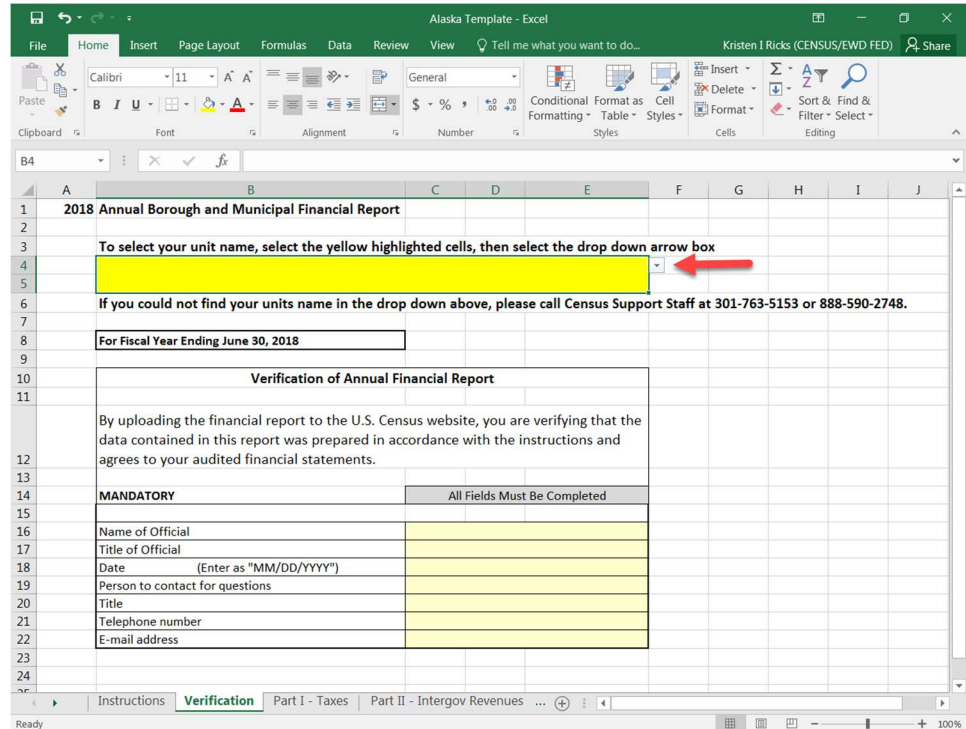 Alaska Template - Excel
File Home Insert Page Layout Formulas Data Review View Tell me what you want to do... Kristen I Ricks (CENSUS/EWD FED) Share
Paste
Calibri 11 A A
B I U A
General
$ % , .00 .0
Conditional Formatting
Format as Table
Cell Styles
Insert
Delete
Format
Sort & Filter
Find & Select
Clipboard Font Alignment Number Styles Cells Editing
B4 fx
A B C D E F G H I J
1 2018 Annual Borough and Municipal Financial Report
2
3 To select your unit name, select the yellow highlighted cells, then select the drop down arrow box
4
5
6 If you could not find your units name in the drop down above, please call Census Support Staff at 301-763-5153 or 888-590-2748.
7
8 For Fiscal Year Ending June 30, 2018
9
10 Verification of Annual Financial Report
11
By uploading the financial report to the U.S. Census website, you are verifying that the
data contained in this report was prepared in accordance with the instructions and
12 agrees to your audited financial statements.
13
14 MANDATORY All Fields Must Be Completed
15
16 Name of Official
17 Title of Official
18 Date (Enter as "MM/DD/YYYY")
19 Person to contact for questions
20 Title
21 Telephone number
22 E-mail address
23
24
Instructions Verification Part I - Taxes Part II - Intergov Revenues ...
Ready 100%